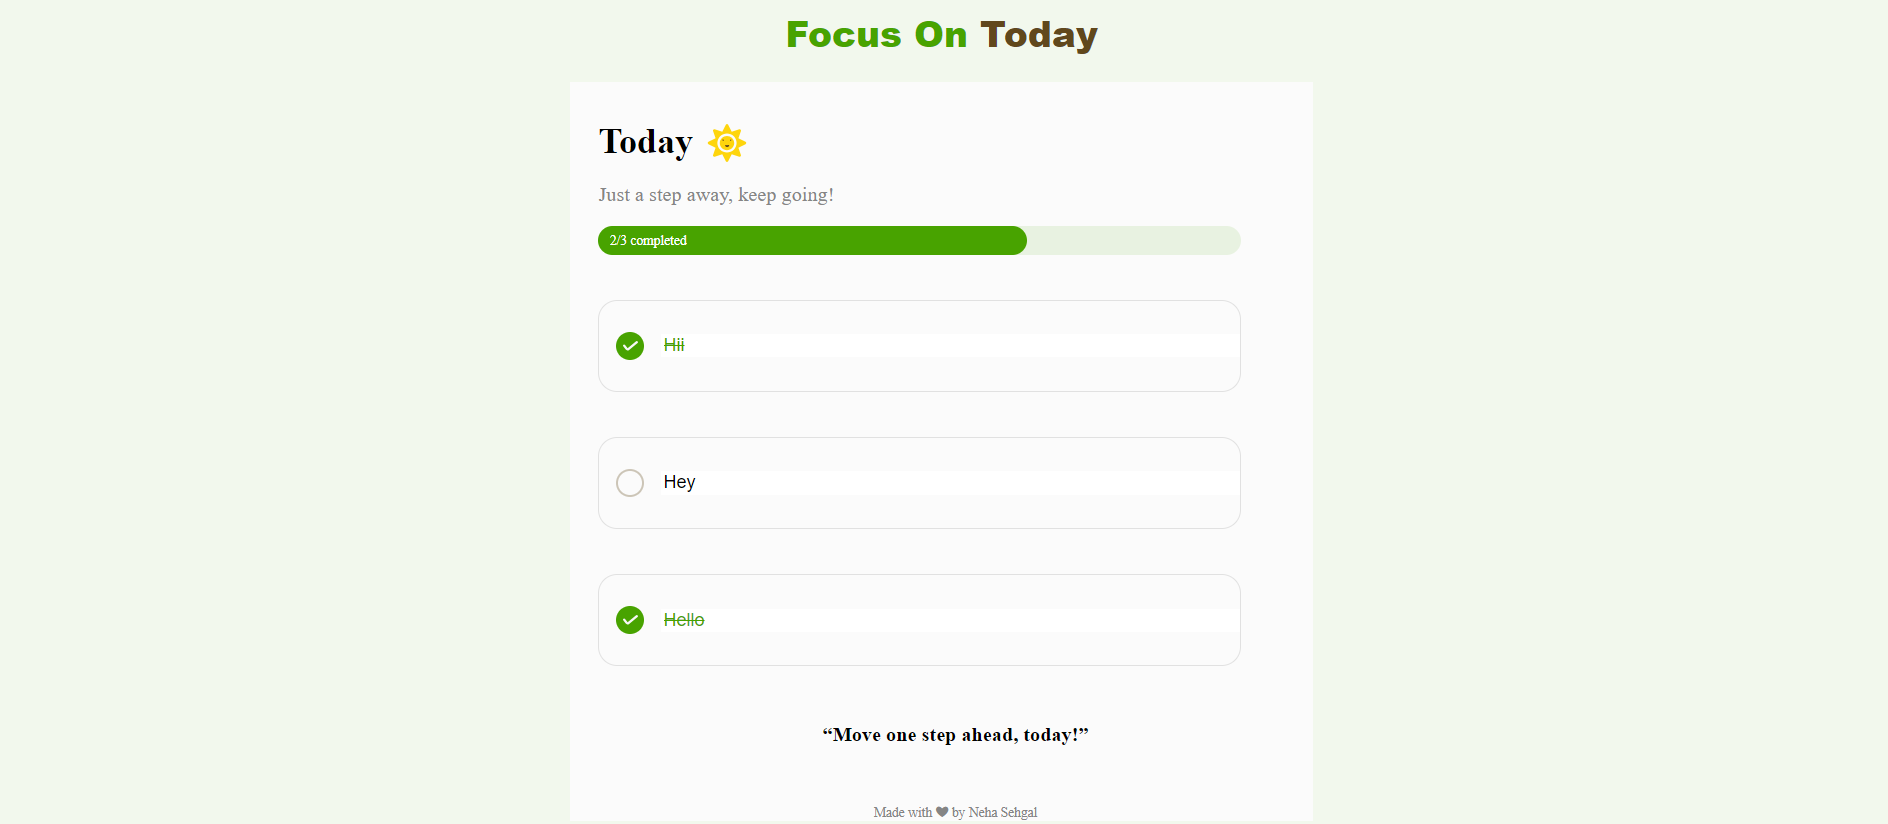 Focus On Today
Today
Just a step away, keep going!
2/3 completed
Hii
Hey
Hello
“Move one step ahead, today!”
Made with ♥ by Neha Sehgal